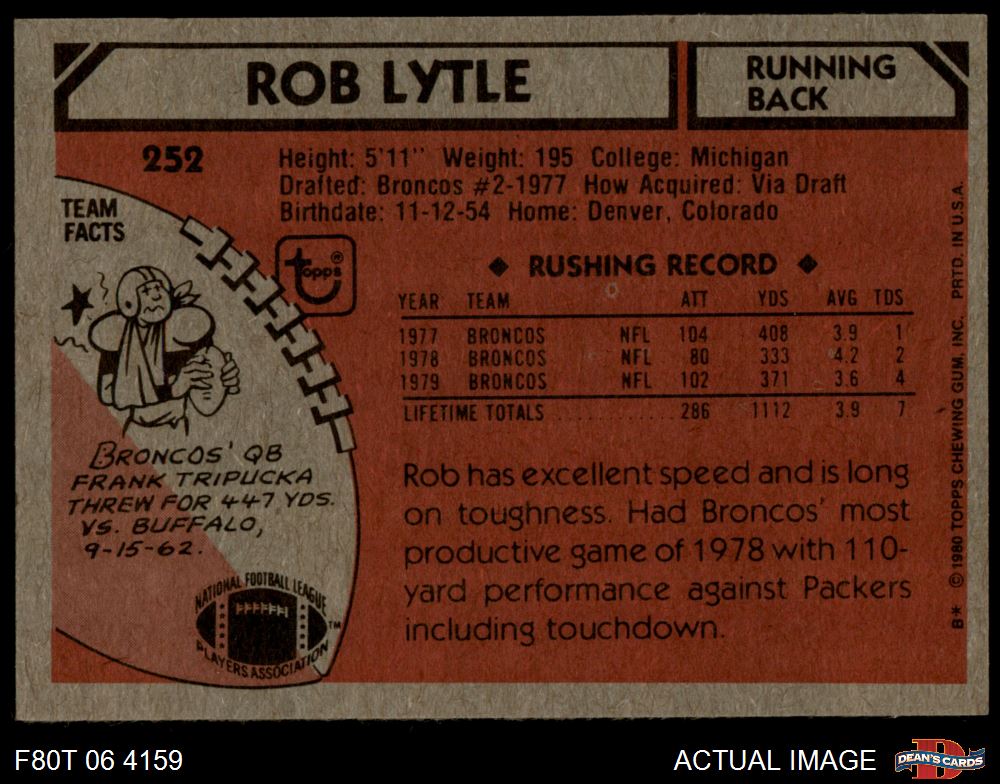 ROB LYTLE
RUNNING
BACK
252
Height: 5'11" Weight: 195 College: Michigan
Drafted: Broncos #2-1977 How Acquired: Via Draft
Birthdate: 11-12-54 Home: Denver, Colorado
TEAM
FACTS
topps®
◆ RUSHING RECORD ◆
YEAR TEAM ATT YDS AVG TDS
1977 BRONCOS NFL 104 408 3.9 1
1978 BRONCOS NFL 80 333 4.2 2
1979 BRONCOS NFL 102 371 3.6 4
LIFETIME TOTALS ............ 286 1112 3.9 7
BRONCOS' QB
FRANK TRIPUCKA
THREW FOR 447 YDS.
VS. BUFFALO,
9-15-62.
Rob has excellent speed and is long
on toughness. Had Broncos' most
productive game of 1978 with 110-
yard performance against Packers
including touchdown.
NATIONAL FOOTBALL LEAGUE
PLAYERS ASSOCIATION
TM
B* © 1980 TOPPS CHEWING GUM, INC. PRTD. IN U.S.A.
F80T 06 4159
ACTUAL IMAGE
DEAN'S CARDS